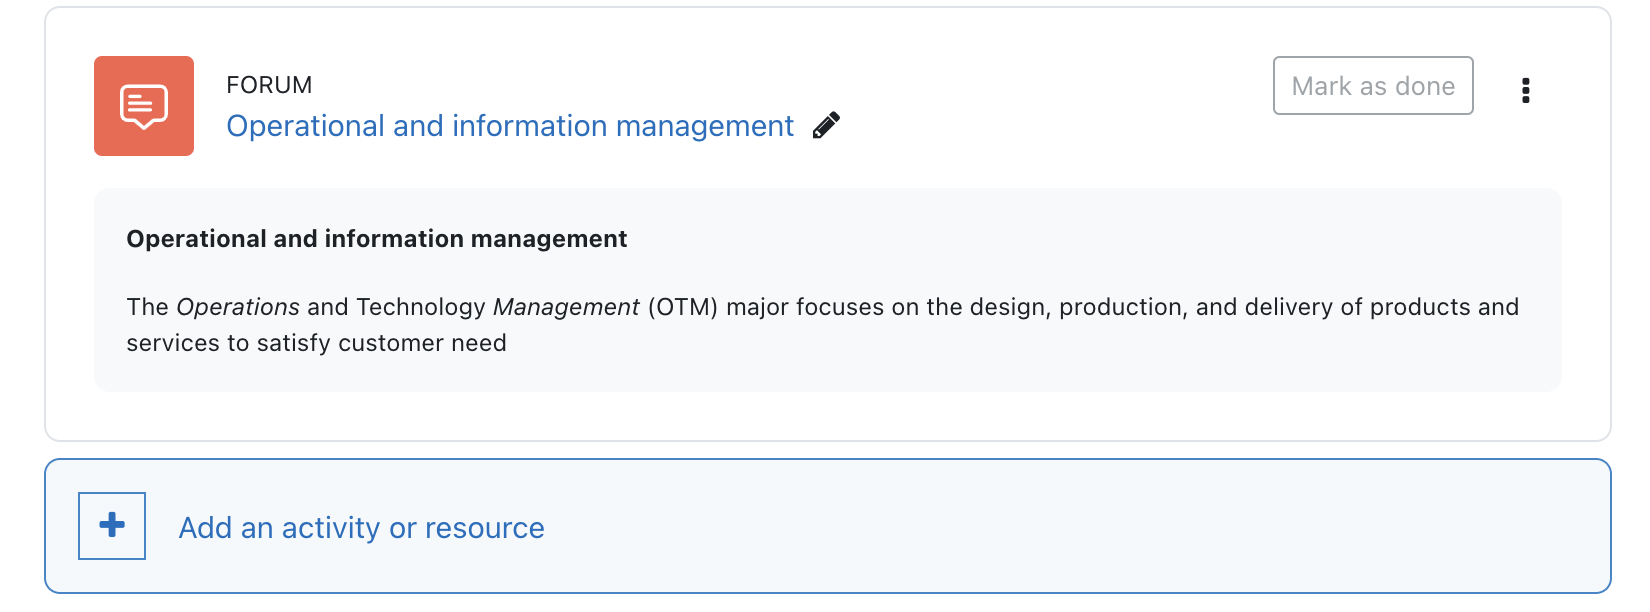 FORUM
Mark as done
Operational and information management
Operational and information management
The Operations and Technology Management (OTM) major focuses on the design, production, and delivery of products and
services to satisfy customer need
Add an activity or resource